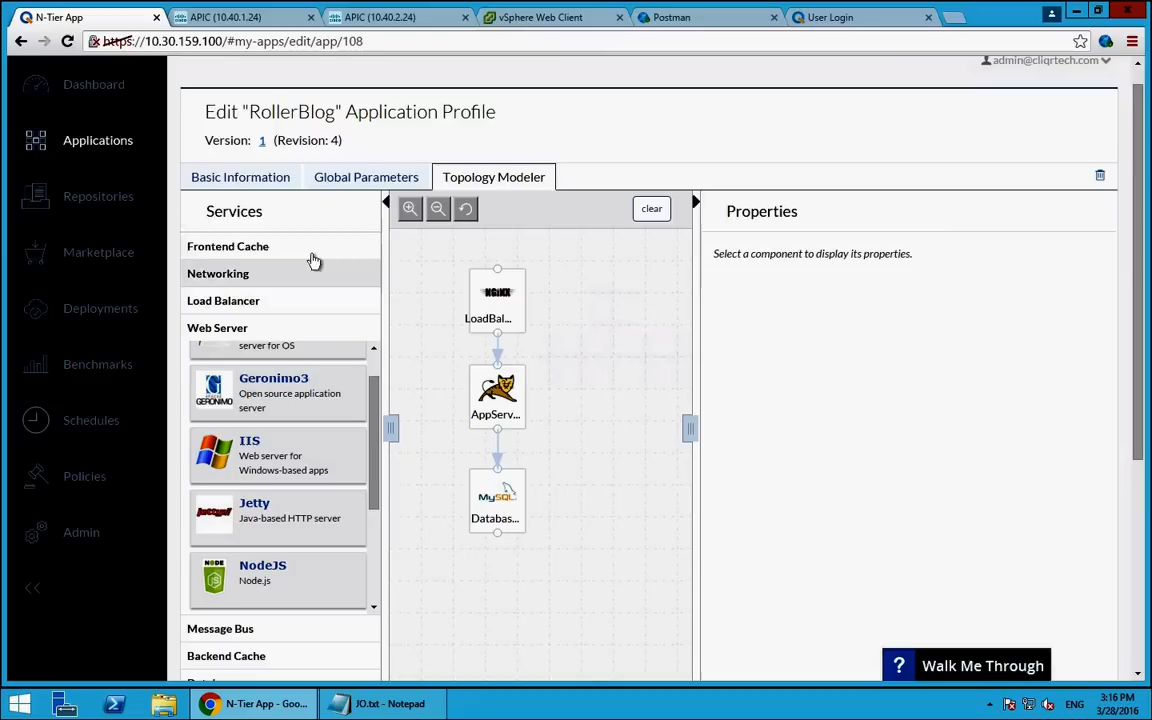 N-Tier App
APIC (10.40.1.24)
APIC (10.40.2.24)
vSphere Web Client
Postman
User Login
https://10.30.159.100/#my-apps/edit/app/108
admin@cliqrtech.com
Dashboard
Applications
Repositories
Marketplace
Deployments
Benchmarks
Schedules
Policies
Admin
Edit "RollerBlog" Application Profile
Version: 1 (Revision: 4)
Basic Information
Global Parameters
Topology Modeler
Services
clear
Properties
Frontend Cache
Networking
Load Balancer
Web Server
server for OS
Geronimo3
Open source application
server
GERONIMO
IIS
Web server for
Windows-based apps
Jetty
Java-based HTTP server
jetty://
NodeJS
Node.js
NODE
Message Bus
Backend Cache
NGINX
LoadBal...
AppServ...
MySQL
Databas...
Select a component to display its properties.
? Walk Me Through
N-Tier App - Goo...
JO.txt - Notepad
ENG
3:16 PM
3/28/2016